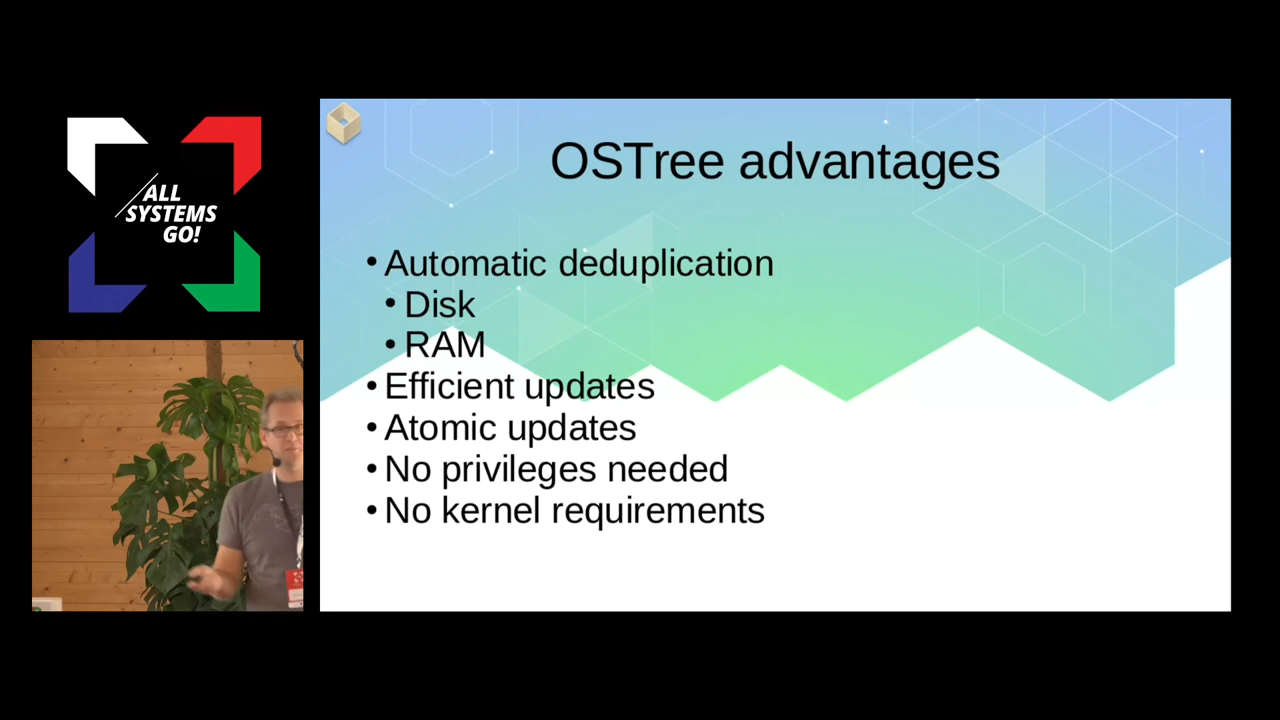 ALL
SYSTEMS
GO!
OSTree advantages
• Automatic deduplication
• Disk
• RAM
• Efficient updates
• Atomic updates
• No privileges needed
• No kernel requirements